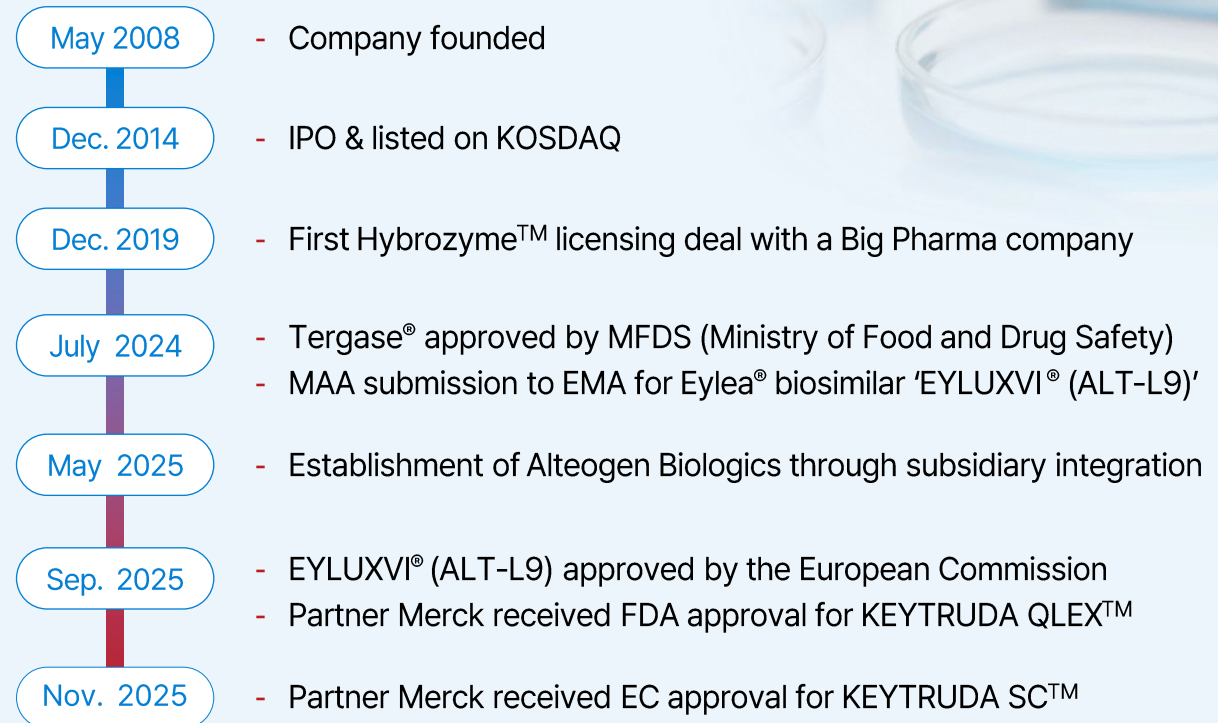 May 2008 - Company founded
Dec. 2014 - IPO & listed on KOSDAQ
Dec. 2019 - First Hybrozyme™ licensing deal with a Big Pharma company
July 2024 - Tergase® approved by MFDS (Ministry of Food and Drug Safety)
- MAA submission to EMA for Eylea® biosimilar ‘EYLUXVI® (ALT-L9)’
May 2025 - Establishment of Alteogen Biologics through subsidiary integration
Sep. 2025 - EYLUXVI® (ALT-L9) approved by the European Commission
- Partner Merck received FDA approval for KEYTRUDA QLEX™
Nov. 2025 - Partner Merck received EC approval for KEYTRUDA SC™